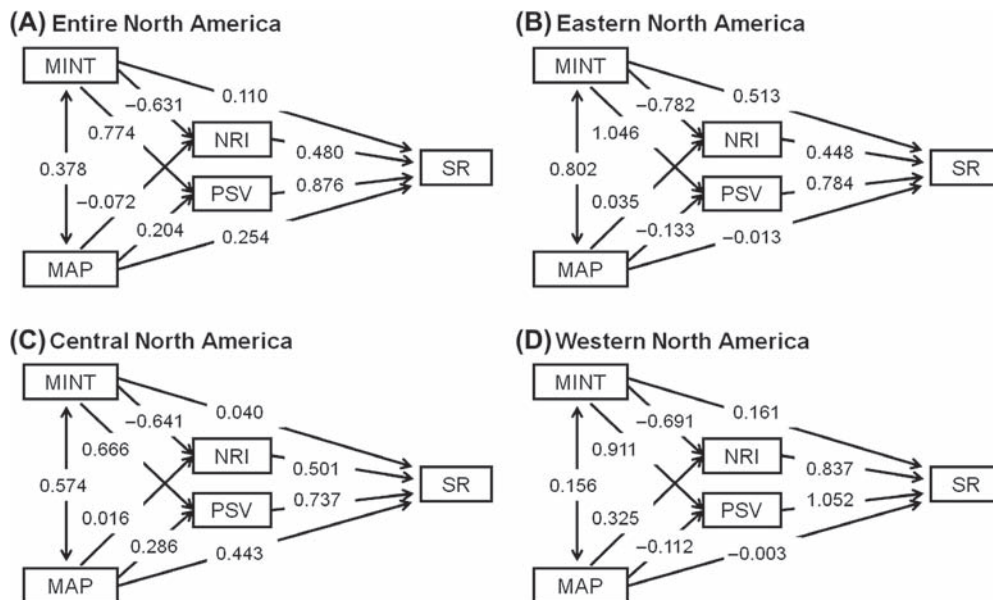 (A) Entire North America
MINT
0.110
−0.631
0.774
NRI
0.480
0.378
SR
PSV
0.876
−0.072
0.204
0.254
MAP
(B) Eastern North America
MINT
0.513
−0.782
1.046
NRI
0.448
0.802
SR
PSV
0.784
0.035
−0.133
−0.013
MAP
(C) Central North America
MINT
0.040
−0.641
0.666
NRI
0.501
0.574
SR
PSV
0.737
0.016
0.286
0.443
MAP
(D) Western North America
MINT
0.161
−0.691
0.911
NRI
0.837
0.156
SR
PSV
1.052
0.325
−0.112
−0.003
MAP